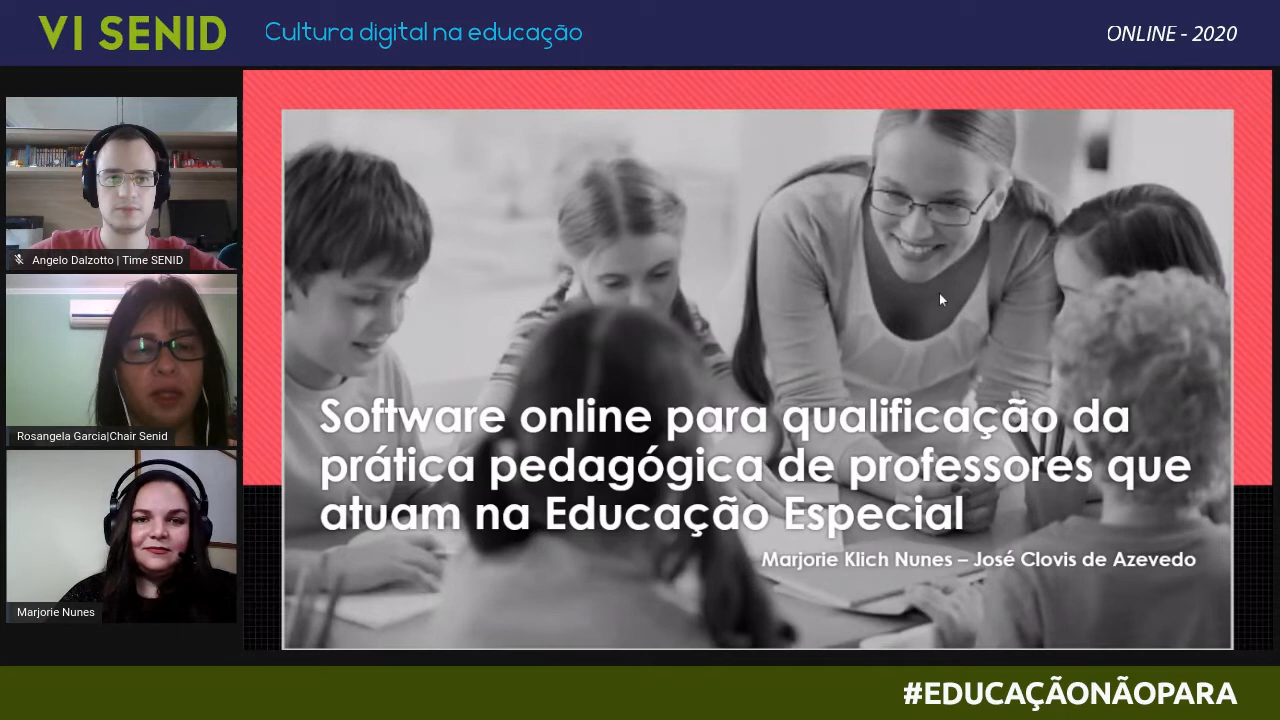 VI SENID
Cultura digital na educação
ONLINE - 2020
Angelo Dalzotto | Time SENID
Rosangela Garcia|Chair Senid
Marjorie Nunes
Software online para qualificação da
prática pedagógica de professores que
atuam na Educação Especial
Marjorie Klich Nunes – José Clovis de Azevedo
#EDUCAÇÃONÃOPARA